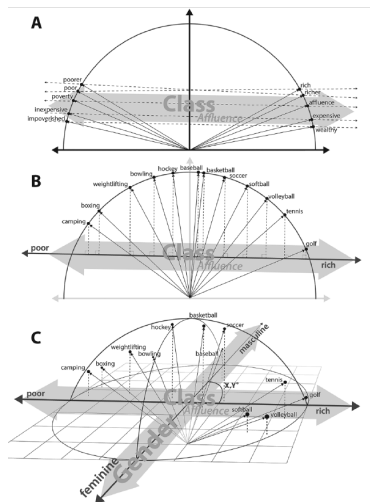 A
poorer
poor
poverty
Inexpensive
impoverished
rich
richer
affluence
expensive
wealthy
Class
Affluence
B
camping
boxing
weightlifting
bowling
hockey
baseball
basketball
soccer
softball
volleyball
tennis
golf
poor
rich
Class
Affluence
C
basketball
hockey
soccer
masculine
weightlifting
bowling
baseball
camping
boxing
tennis
golf
poor
rich
Class
Affluence
softball
volleyball
Gender
feminine